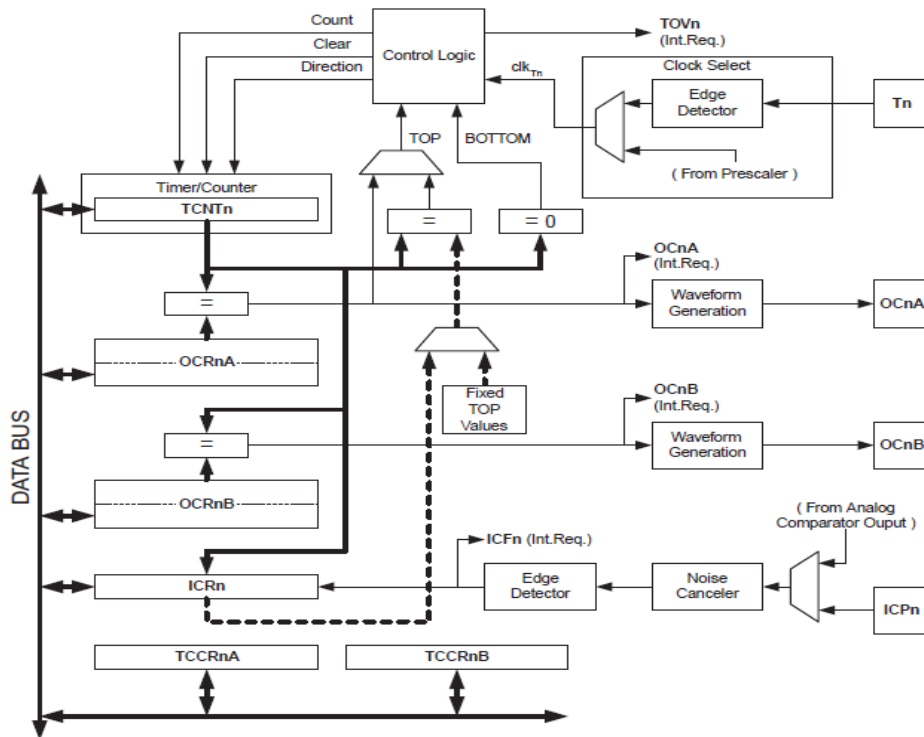 Count
Clear
Direction
Control Logic
TOVn
(Int.Req.)
clkTn
Clock Select
Edge
Detector
Tn
( From Prescaler )
TOP
BOTTOM
Timer/Counter
TCNTn
=
= 0
=
OCRnA
OCnA
(Int.Req.)
Waveform
Generation
OCnA
Fixed
TOP
Values
=
OCRnB
OCnB
(Int.Req.)
Waveform
Generation
OCnB
DATA BUS
( From Analog
Comparator Ouput )
ICFn (Int.Req.)
ICRn
Edge
Detector
Noise
Canceler
ICPn
TCCRnA
TCCRnB